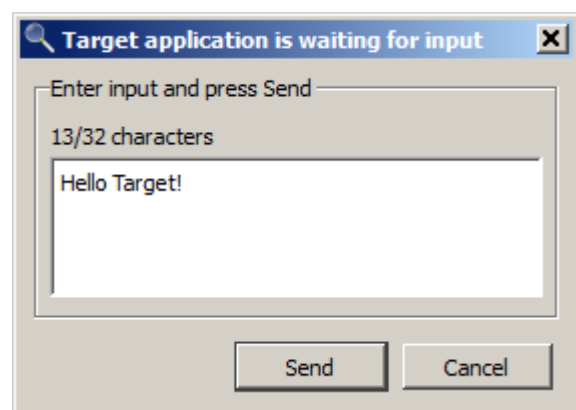 Target application is waiting for input
Enter input and press Send
13/32 characters
Hello Target!
Send Cancel